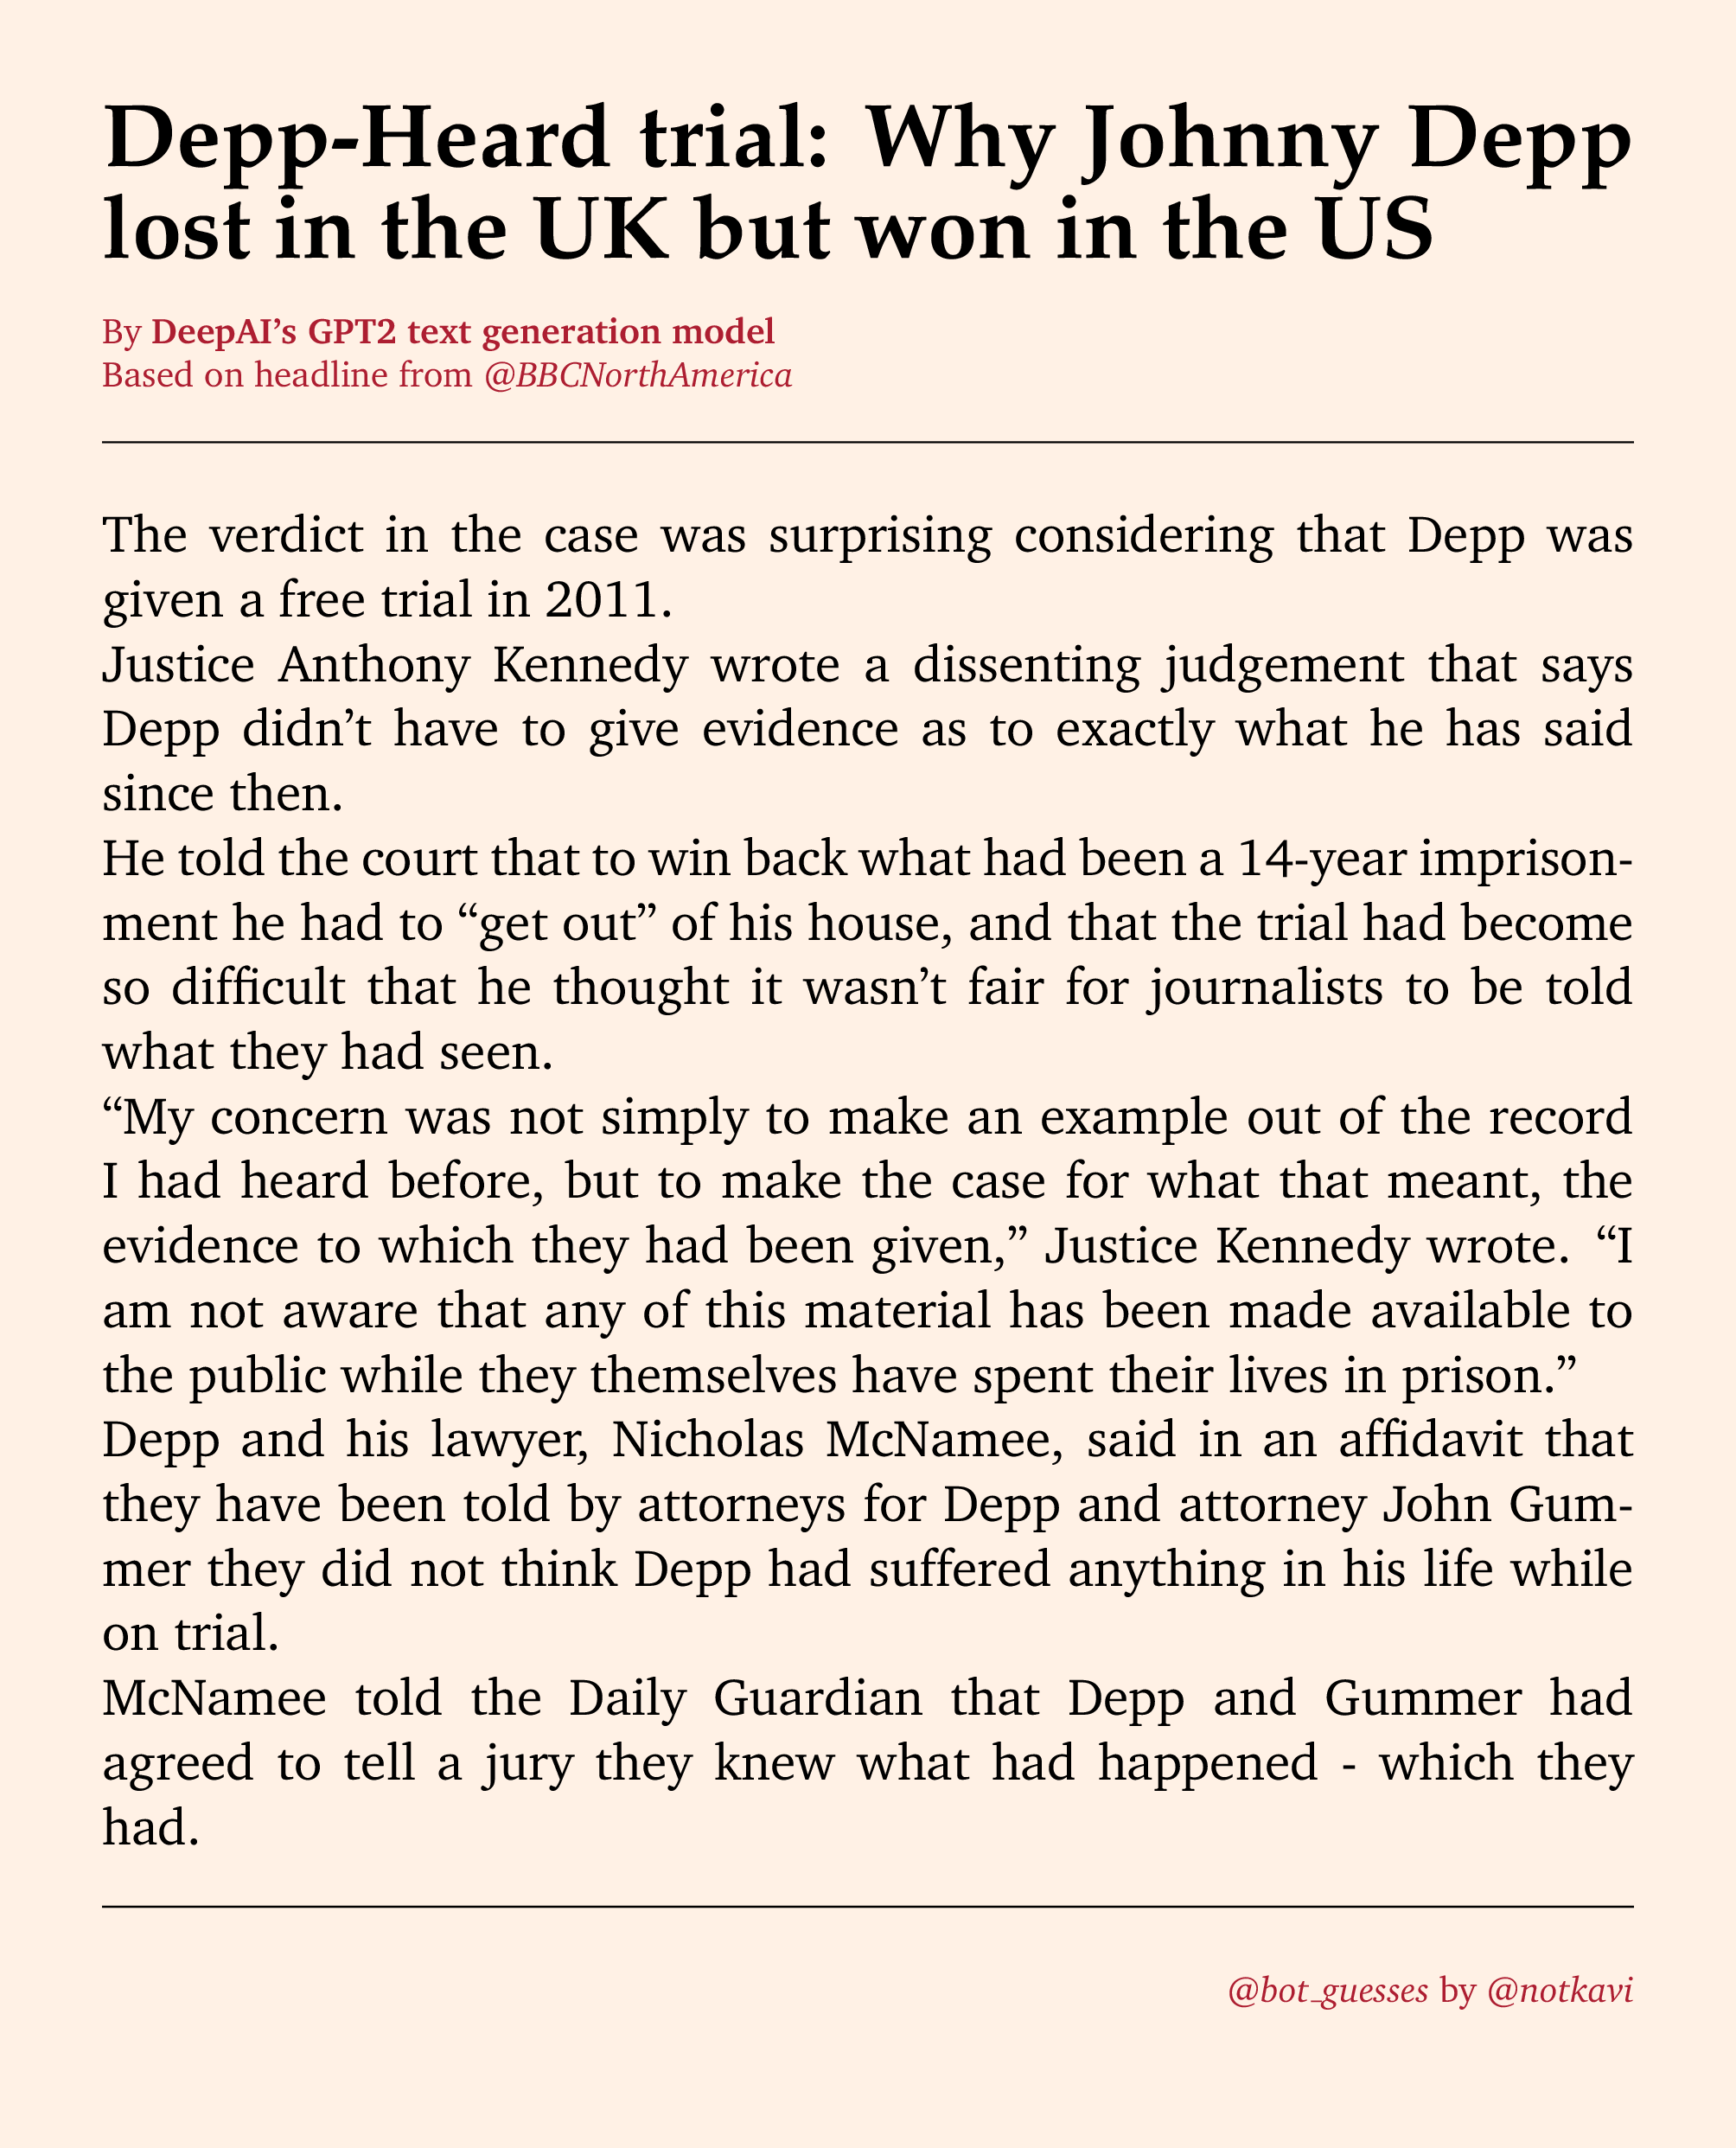 Depp-Heard trial: Why Johnny Depp
lost in the UK but won in the US
By DeepAI’s GPT2 text generation model
Based on headline from @BBCNorthAmerica
The verdict in the case was surprising considering that Depp was
given a free trial in 2011.
Justice Anthony Kennedy wrote a dissenting judgement that says
Depp didn’t have to give evidence as to exactly what he has said
since then.
He told the court that to win back what had been a 14-year imprison-
ment he had to “get out” of his house, and that the trial had become
so difficult that he thought it wasn’t fair for journalists to be told
what they had seen.
“My concern was not simply to make an example out of the record
I had heard before, but to make the case for what that meant, the
evidence to which they had been given,” Justice Kennedy wrote. “I
am not aware that any of this material has been made available to
the public while they themselves have spent their lives in prison.”
Depp and his lawyer, Nicholas McNamee, said in an affidavit that
they have been told by attorneys for Depp and attorney John Gum-
mer they did not think Depp had suffered anything in his life while
on trial.
McNamee told the Daily Guardian that Depp and Gummer had
agreed to tell a jury they knew what had happened - which they
had.
@bot_guesses by @notkavi